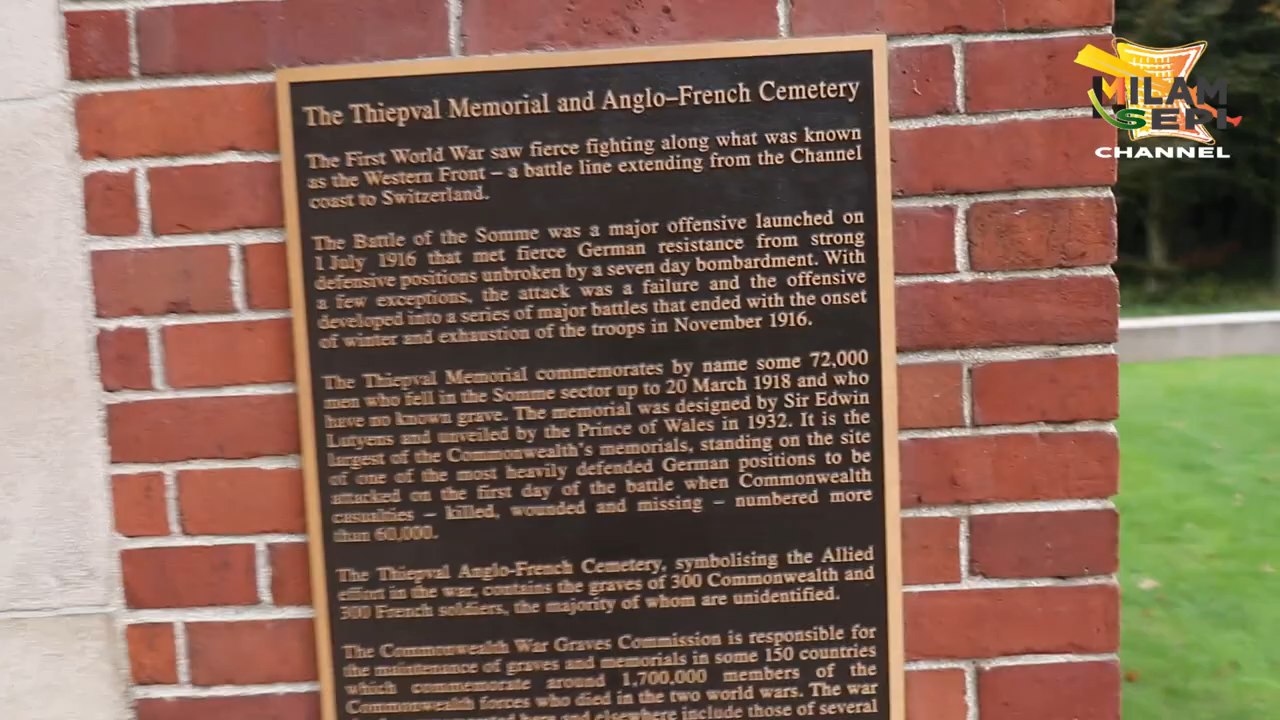 The Thiepval Memorial and Anglo–French Cemetery
The First World War saw fierce fighting along what was known
as the Western Front – a battle line extending from the Channel
coast to Switzerland.
The Battle of the Somme was a major offensive launched on
1 July 1916 that met fierce German resistance from strong
defensive positions unbroken by a seven day bombardment. With
a few exceptions, the attack was a failure and the offensive
developed into a series of major battles that ended with the onset
of winter and exhaustion of the troops in November 1916.
The Thiepval Memorial commemorates by name some 72,000
men who fell in the Somme sector up to 20 March 1918 and who
have no known grave. The memorial was designed by Sir Edwin
Lutyens and unveiled by the Prince of Wales in 1932. It is the
largest of the Commonwealth's memorials, standing on the site
of one of the most heavily defended German positions to be
attacked on the first day of the battle when Commonwealth
casualties – killed, wounded and missing – numbered more
than 60,000.
The Thiepval Anglo-French Cemetery, symbolising the Allied
effort in the war, contains the graves of 300 Commonwealth and
300 French soldiers, the majority of whom are unidentified.
The Commonwealth War Graves Commission is responsible for
the maintenance of graves and memorials in some 150 countries
which commemorate around 1,700,000 members of the
Commonwealth forces who died in the two world wars. The war
here and elsewhere include those of several
MILAM
SEPI
CHANNEL